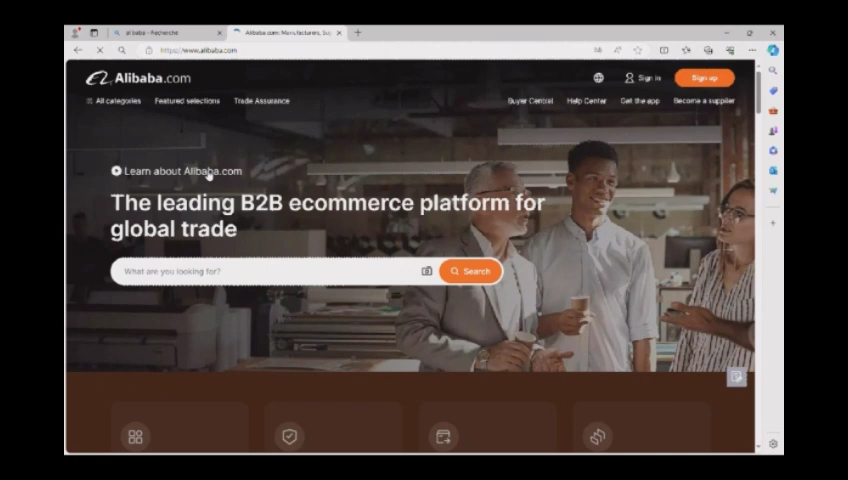 alibaba - Recherche
Alibaba.com: Manufacturers, Sup
https://www.alibaba.com
Alibaba.com
Sign in
Sign up
All categories
Featured selections
Trade Assurance
Buyer Central
Help Center
Get the app
Become a supplier
Learn about Alibaba.com
The leading B2B ecommerce platform for
global trade
What are you looking for?
Search